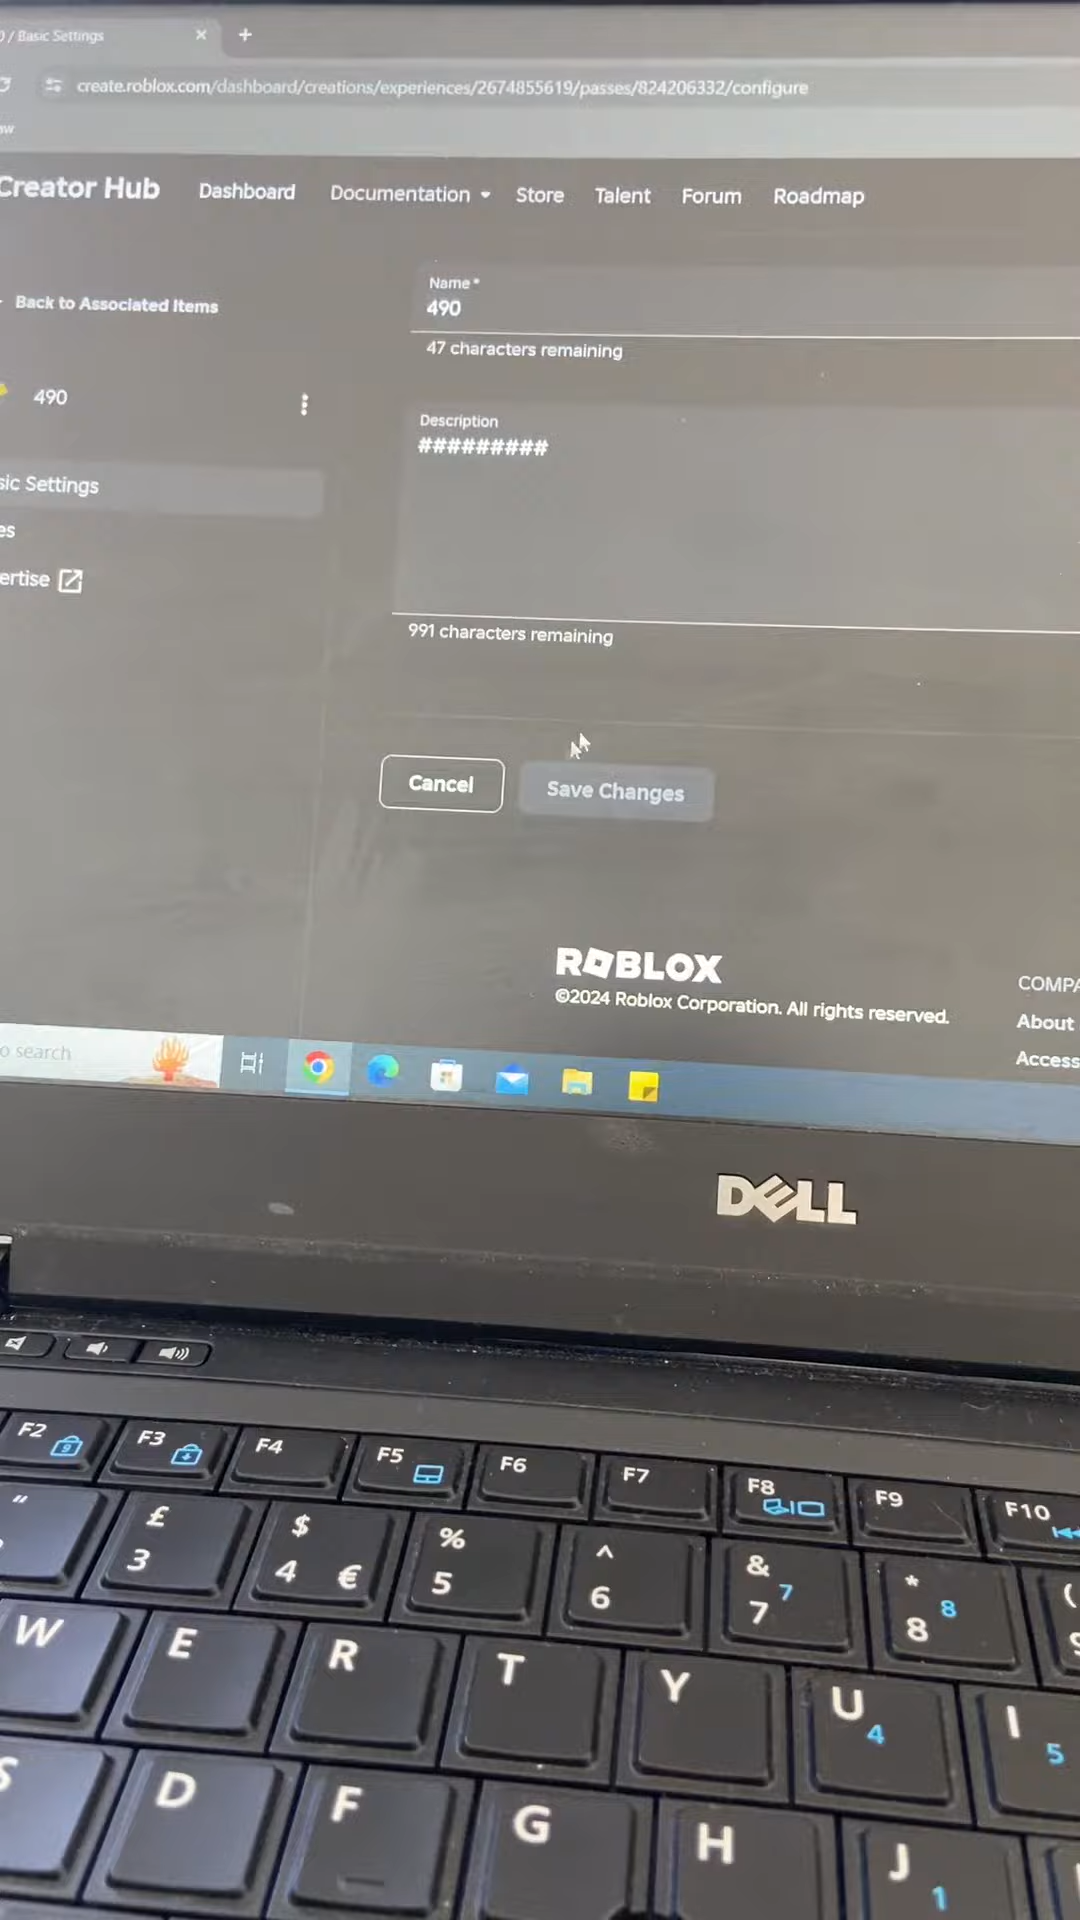 / Basic Settings
create.roblox.com/dashboard/creations/experiences/2674855619/passes/824206332/configure
Creator Hub Dashboard Documentation Store Talent Forum Roadmap
Back to Associated Items
490
sic Settings
es
ertise
Name*
490
47 characters remaining
Description
#########
991 characters remaining
Cancel Save Changes
ROBLOX
©2024 Roblox Corporation. All rights reserved.
COMPA
About
Access
o search
DELL
F2 9 F3 F4 F5 F6 F7 F8 F9 F10
" £ $ % ^ & * (
3 4 € 5 6 7 7 8 8
W E R T Y U 4 I 5
S D F G H J 1